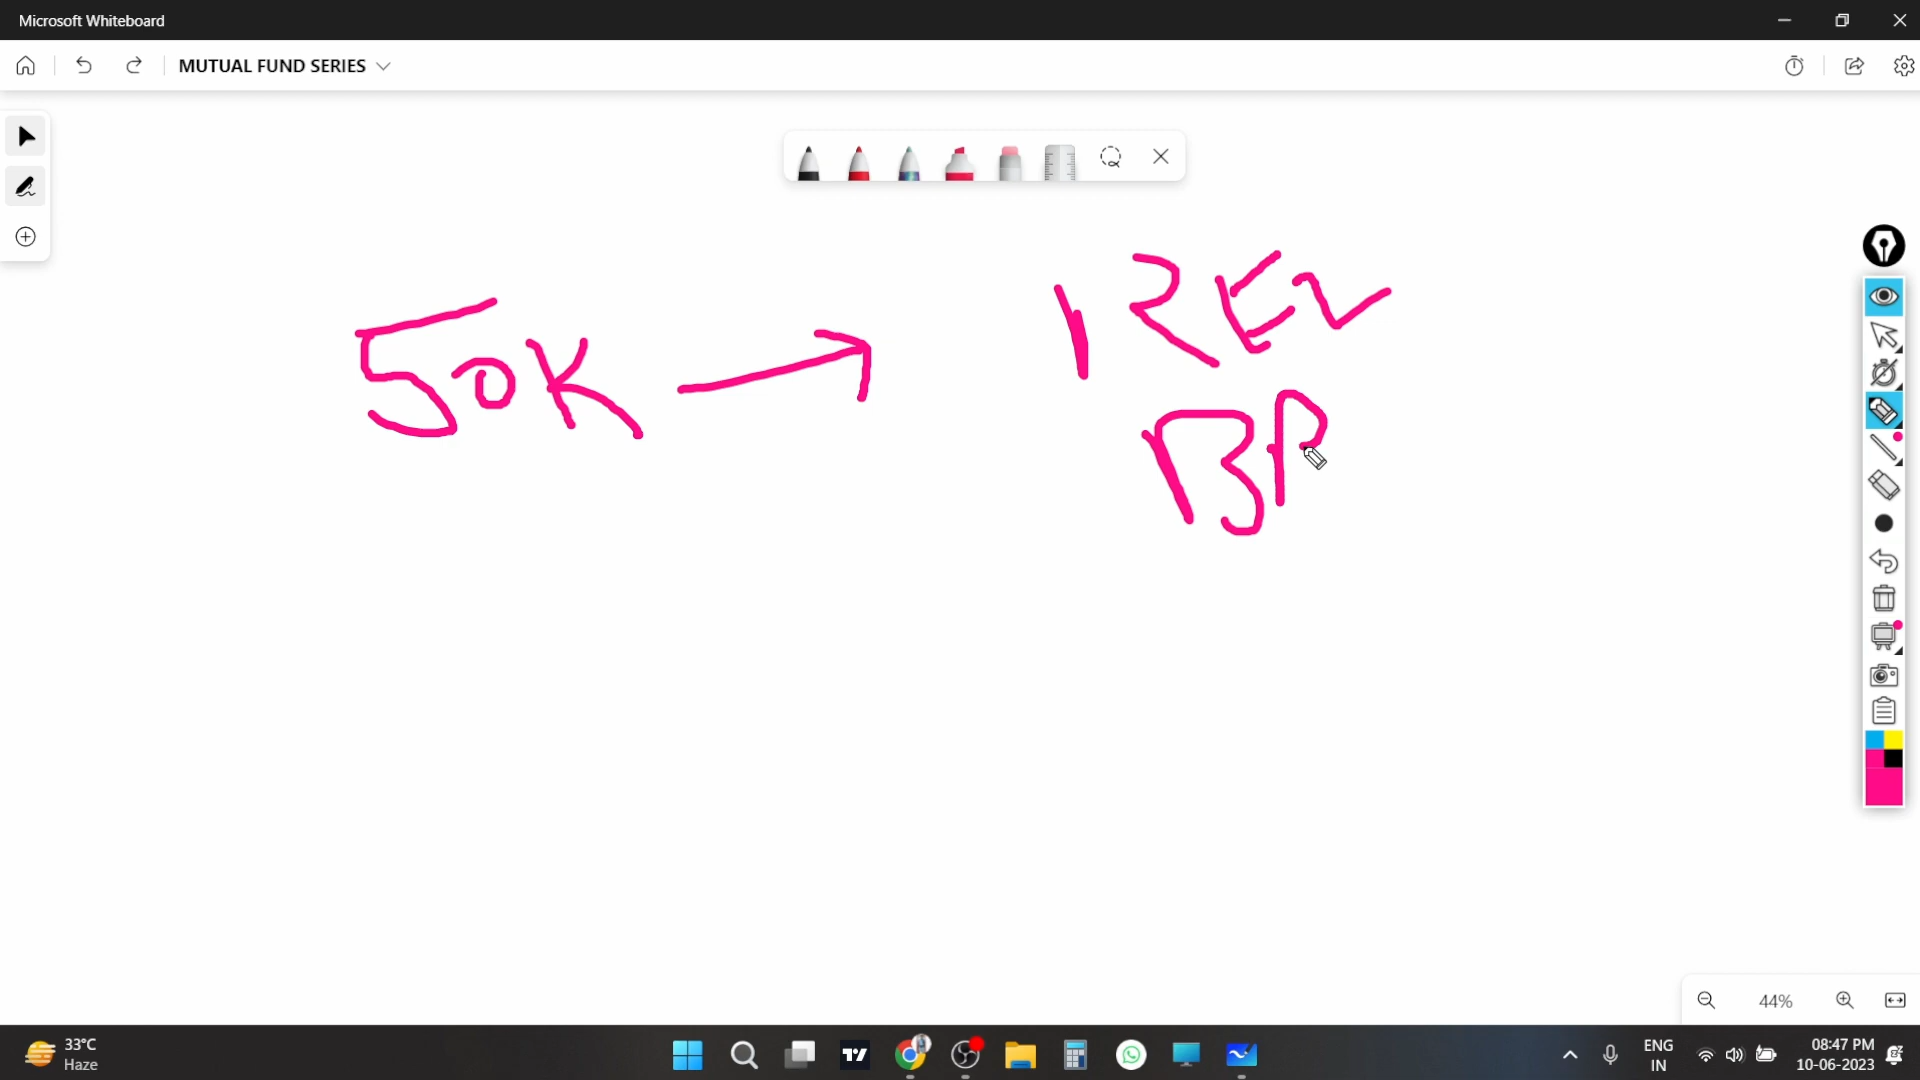 Microsoft Whiteboard
MUTUAL FUND SERIES
50K → REL
BP
44%
33°C
Haze
ENG
IN
08:47 PM
10-06-2023